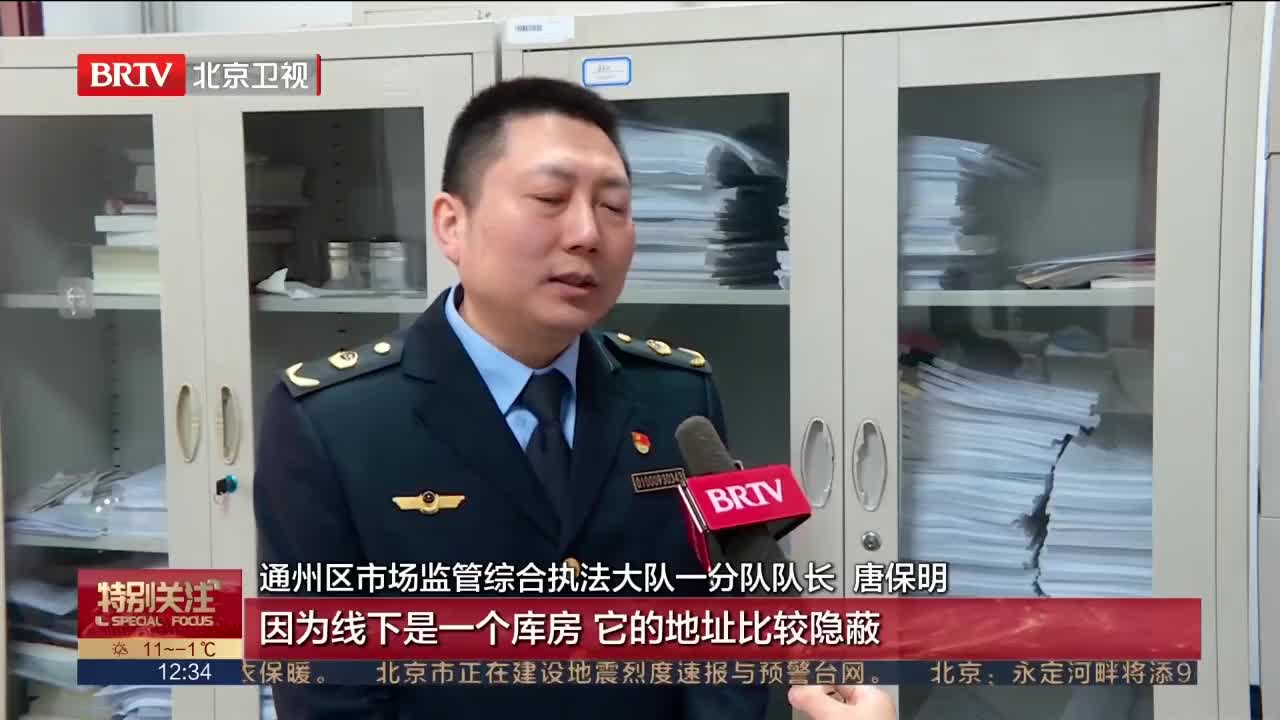 BRTV 北京卫视
01000930343
BRTV
通州区市场监管综合执法大队一分队队长 唐保明
特别关注
SPECIAL FOCUS
因为线下是一个库房 它的地址比较隐蔽
11~-1℃
12:34
衣保暖。 北京市正在建设地震烈度速报与预警台网。 北京：永定河畔将添9